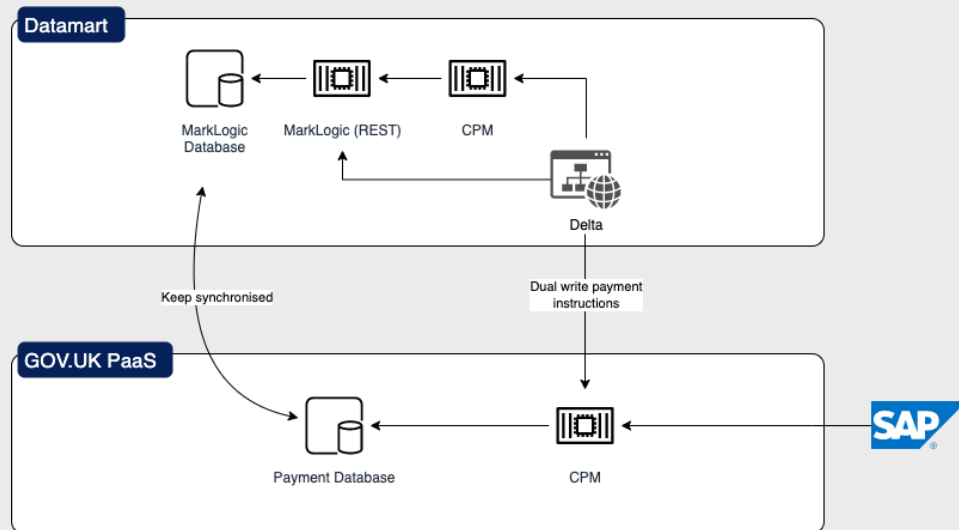 Datamart
MarkLogic
Database
MarkLogic (REST)
CPM
Delta
Keep synchronised
Dual write payment
instructions
GOV.UK PaaS
Payment Database
CPM
SAP